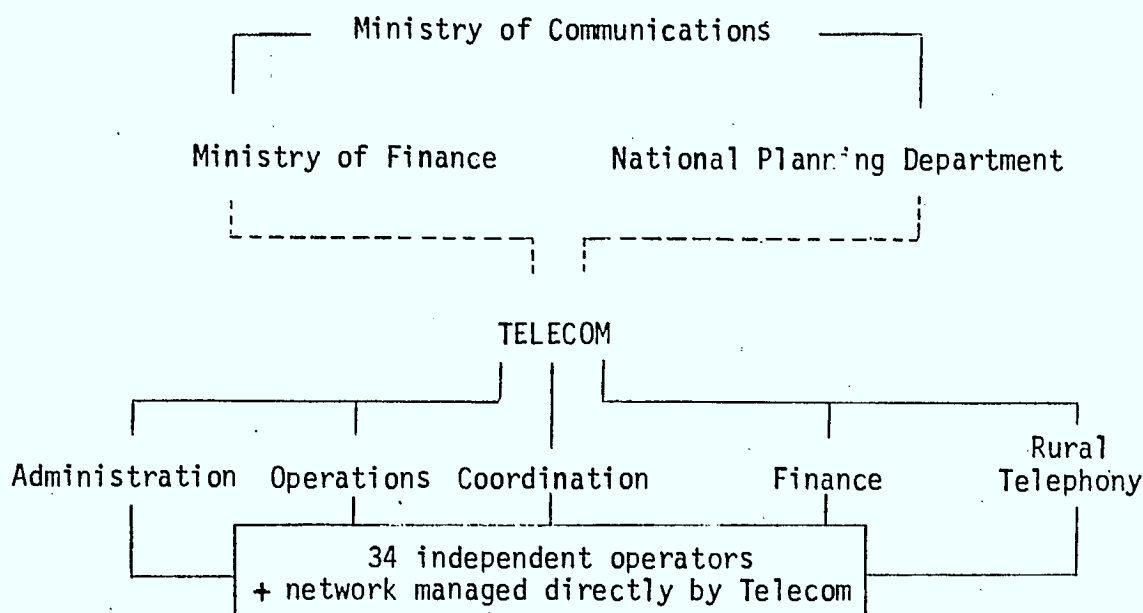 Ministry of Communications
Ministry of Finance
National Planning Department
TELECOM
Administration
Operations
Coordination
Finance
Rural
Telephony
34 independent operators
+ network managed directly by Telecom